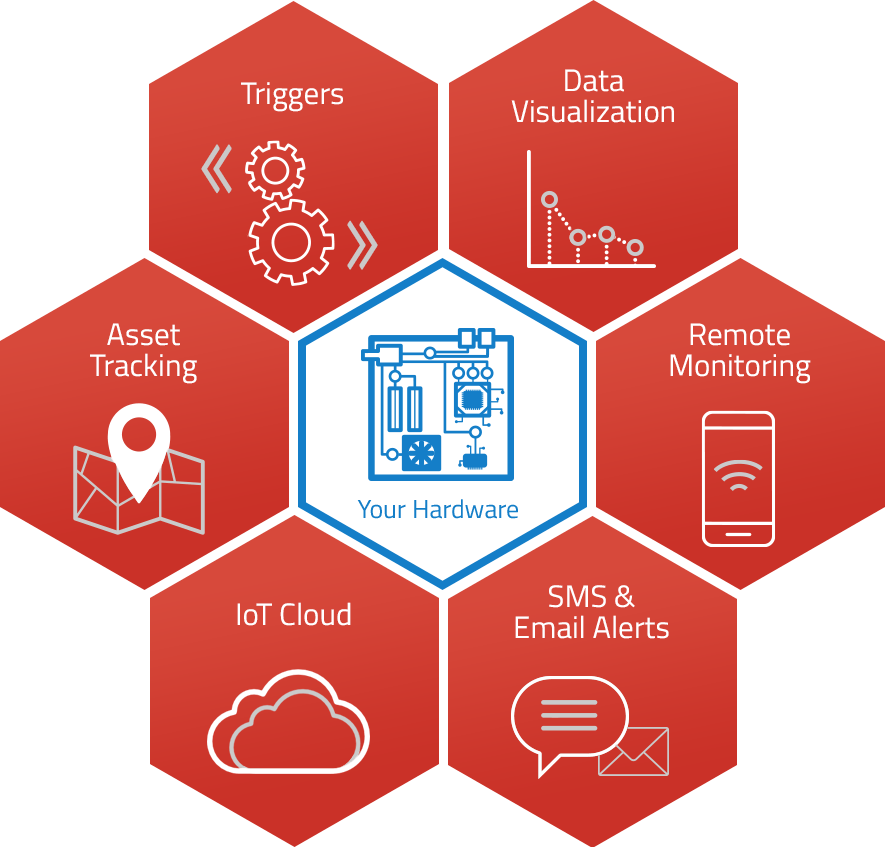 Triggers
Data
Visualization
Asset
Tracking
Remote
Monitoring
Your Hardware
IoT Cloud
SMS &
Email Alerts